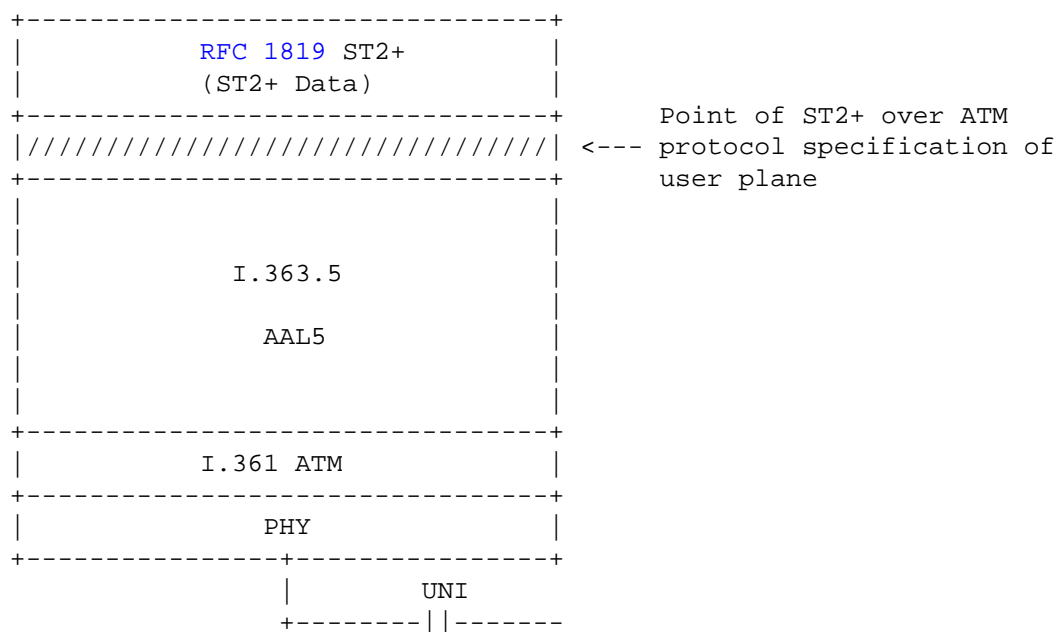 +---------------------------------+
|           RFC 1819 ST2+         |
|           (ST2+ Data)           |
+---------------------------------+      Point of ST2+ over ATM
|/////////////////////////////////| <--- protocol specification of
+---------------------------------+      user plane
|                                 |
|                                 |
|             I.363.5             |
|                                 |
|               AAL5              |
|                                 |
|                                 |
+---------------------------------+
|           I.361 ATM             |
+---------------------------------+
|               PHY               |
+----------------+----------------+
                 |        UNI
                 +--------||-------